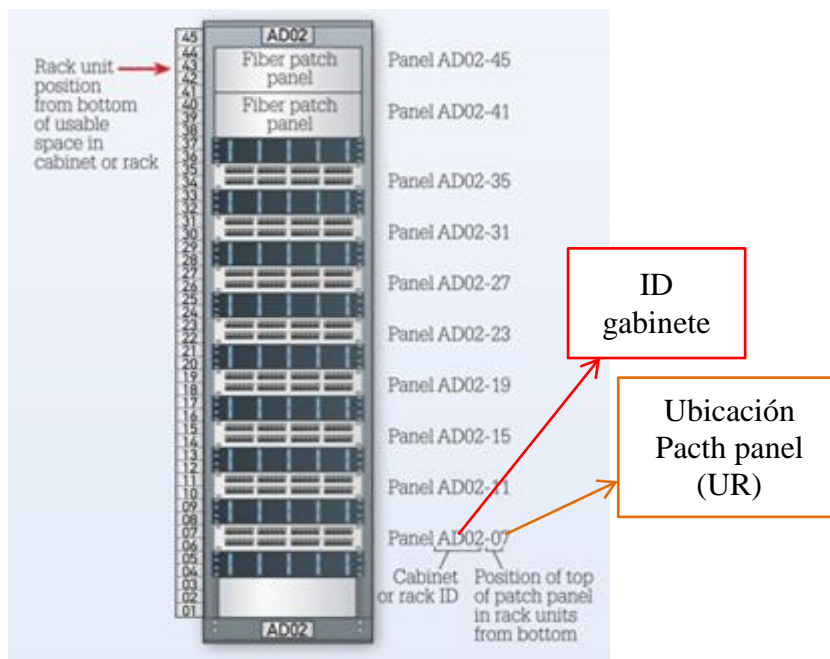 AD02
45
44
43
42
41
40
39
38
37
36
35
34
33
32
31
30
29
28
27
26
25
24
23
22
21
20
19
18
17
16
15
14
13
12
11
10
09
08
07
06
05
04
03
02
01
Rack unit
position
from bottom
of usable
space in
cabinet or rack
Fiber patch
panel
Fiber patch
panel
Panel AD02-45
Panel AD02-41
Panel AD02-35
Panel AD02-31
Panel AD02-27
Panel AD02-23
Panel AD02-19
Panel AD02-15
Panel AD02-11
Panel AD02-07
Cabinet
or rack ID
Position of top
of patch panel
in rack units
from bottom
AD02
ID
gabinete
Ubicación
Pacth panel
(UR)